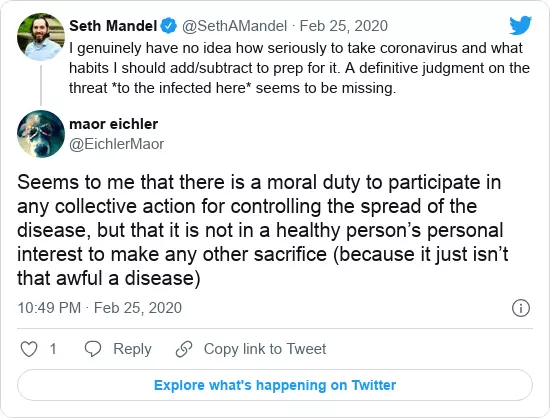 Seth Mandel @SethAMandel · Feb 25, 2020
I genuinely have no idea how seriously to take coronavirus and what
habits I should add/subtract to prep for it. A definitive judgment on the
threat *to the infected here* seems to be missing.
maor eichler
@EichlerMaor
Seems to me that there is a moral duty to participate in
any collective action for controlling the spread of the
disease, but that it is not in a healthy person’s personal
interest to make any other sacrifice (because it just isn’t
that awful a disease)
10:49 PM · Feb 25, 2020
1 Reply Copy link to Tweet
Explore what's happening on Twitter